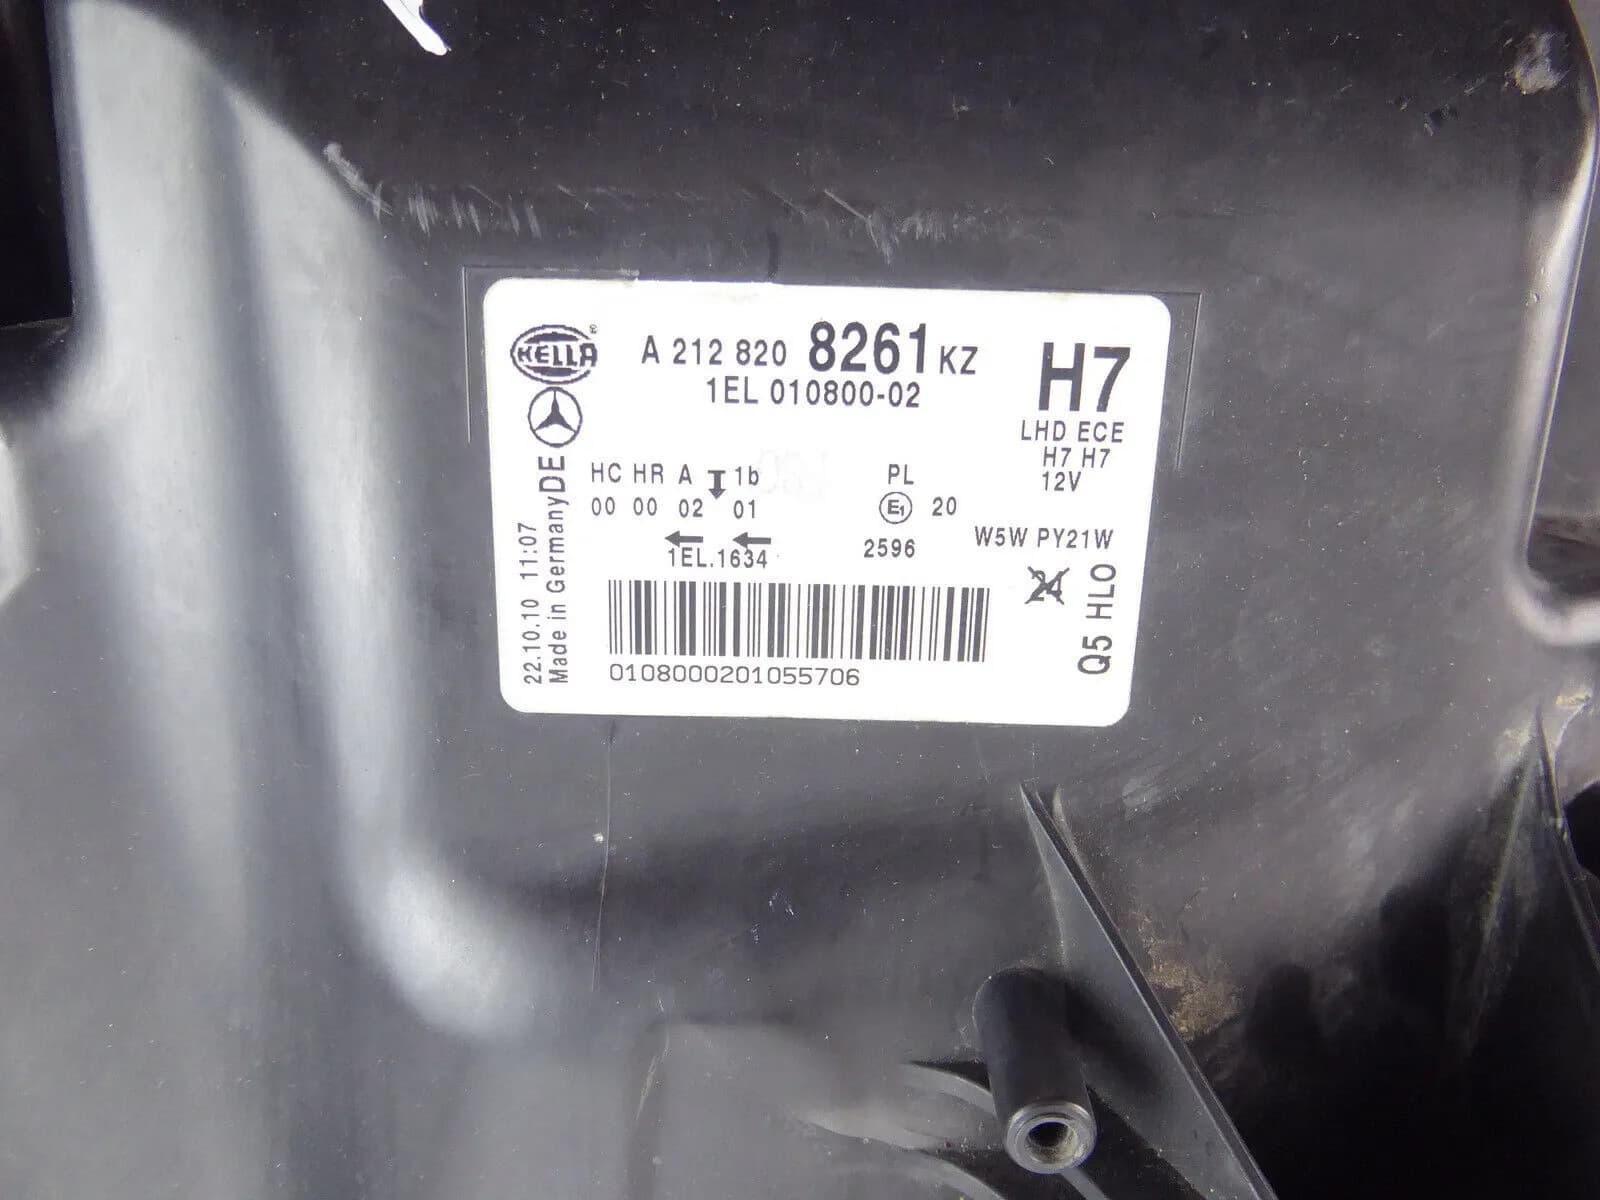 HELLA ®
A 212 820 8261 KZ
1EL 010800-02
H7
LHD ECE
H7 H7
12V
HC HR A 1b
00 00 02 01
PL
E1 20
1EL.1634
2596
W5W PY21W
24
Q5 HLO
22.10.10 11:07
Made in Germany DE
0108000201055706